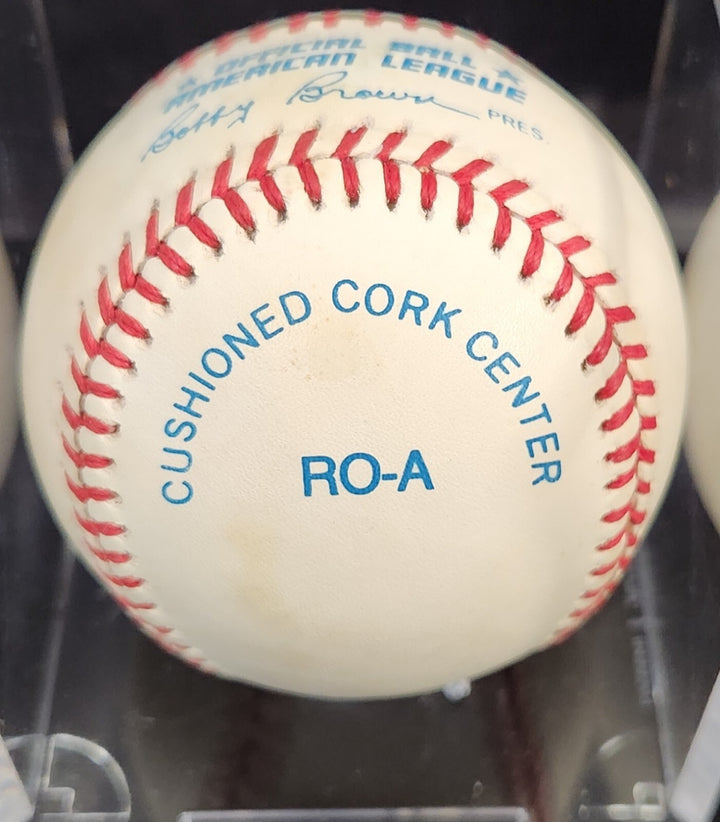 ★ OFFICIAL BALL ★
AMERICAN LEAGUE
Bobby Brown PRES.
CUSHIONED CORK CENTER
RO-A